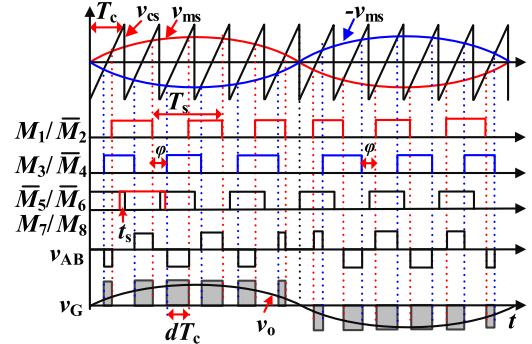 T_c v_cs v_ms -v_ms
T_s
M_1/M̅_2
φ φ
M_3/M̅_4
M̅_5/M̅_6
t_s
M_7/M_8
v_AB
v_G
dT_c v_o t